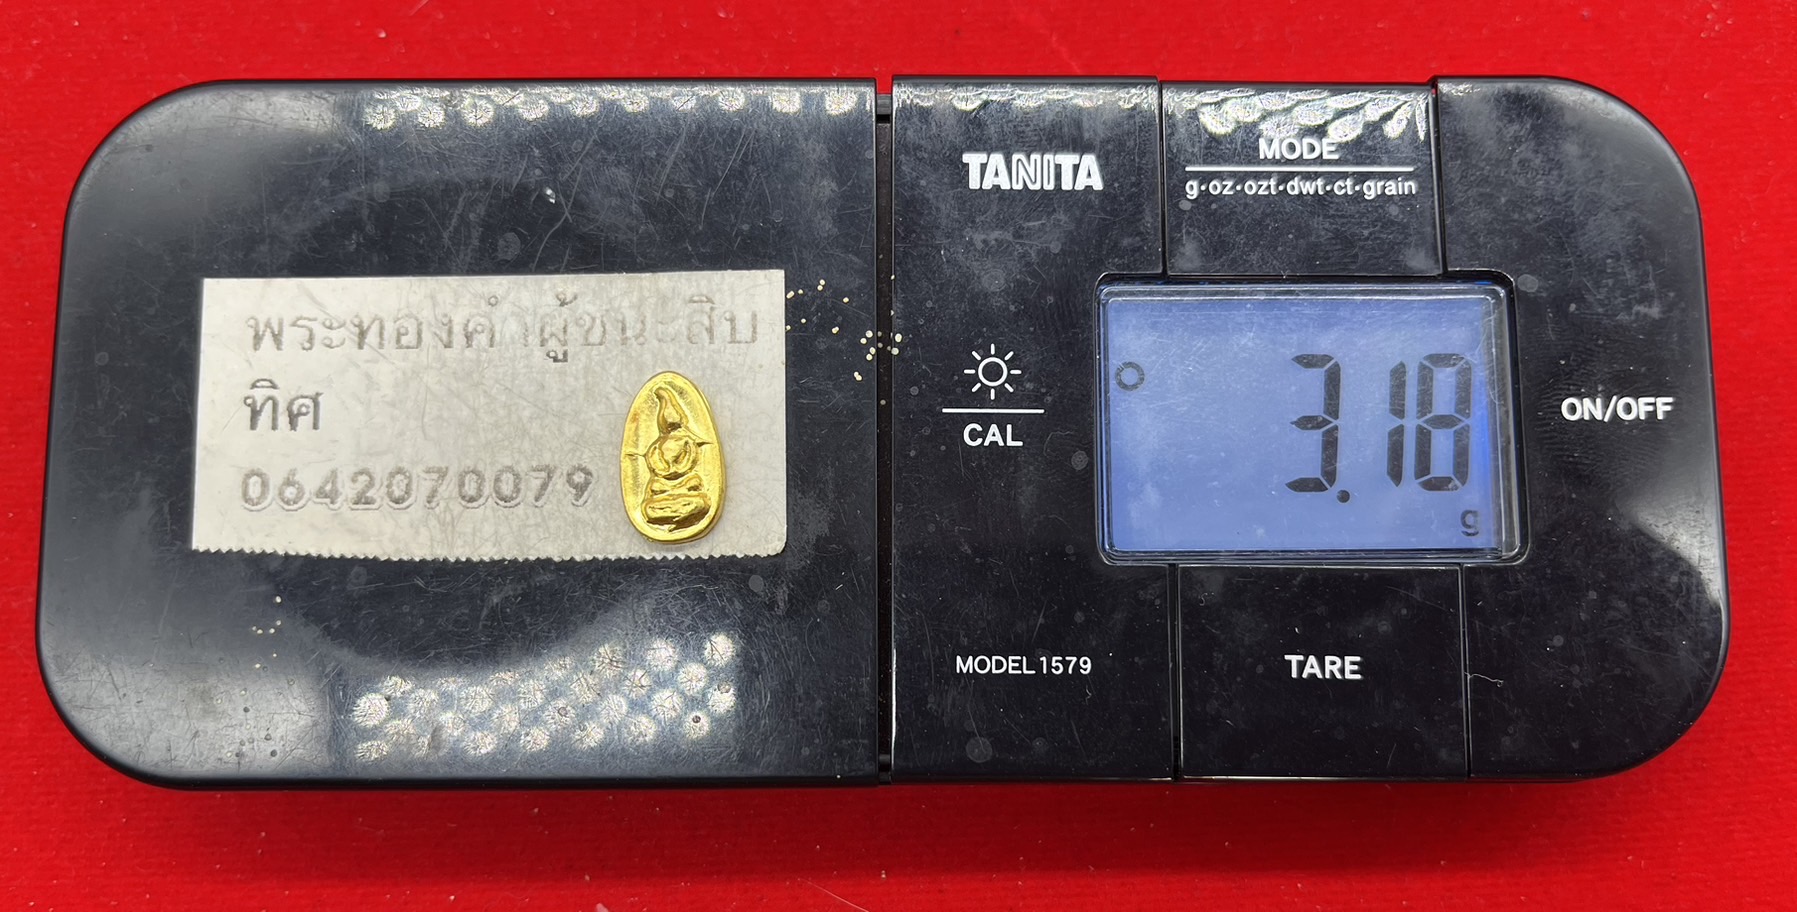 พระทองคำผู้ชนะสิบ
ทิศ
0642070079
TANITA
MODE
g·oz·ozt·dwt·ct·grain
CAL
3.18
g
ON/OFF
MODEL 1579
TARE